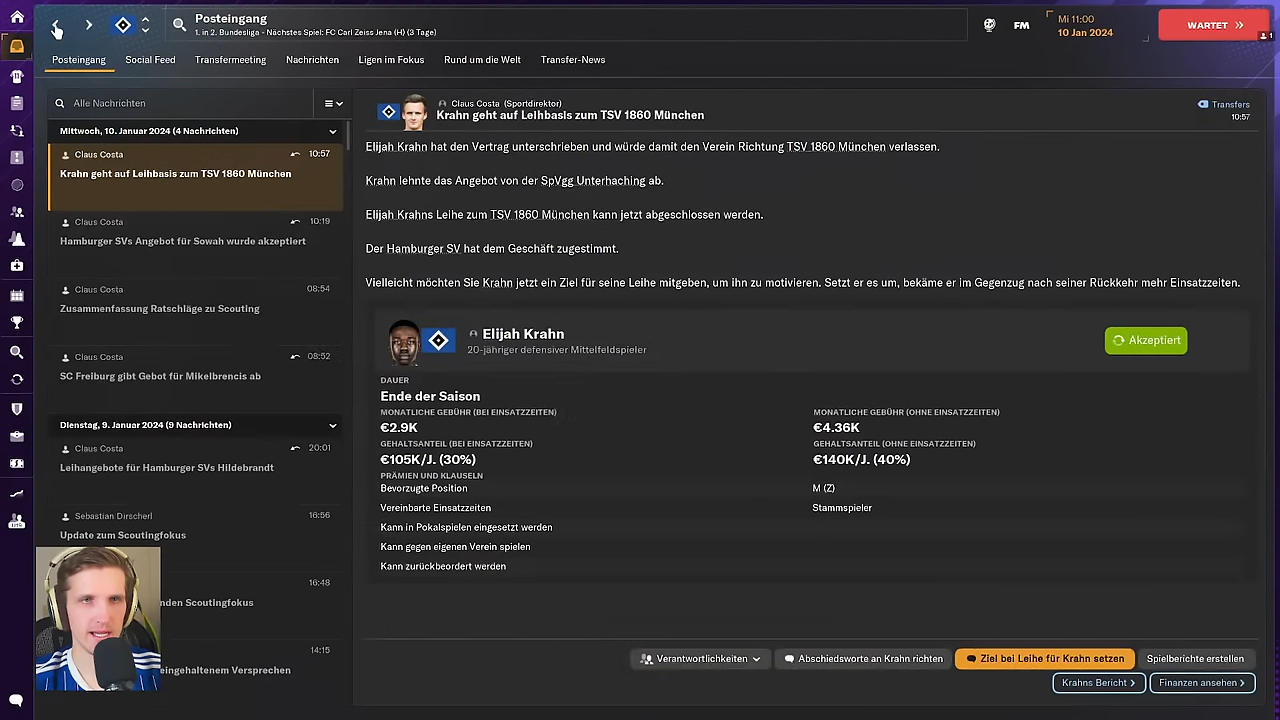 Posteingang
1. in 2. Bundesliga - Nächstes Spiel: FC Carl Zeiss Jena (H) (3 Tage)
FM
Mi 11:00
10 Jan 2024
WARTET
1
Posteingang
Social Feed
Transfermeeting
Nachrichten
Ligen im Fokus
Rund um die Welt
Transfer-News
Alle Nachrichten
Mittwoch, 10. Januar 2024 (4 Nachrichten)
Claus Costa 10:57
Krahn geht auf Leihbasis zum TSV 1860 München
Claus Costa 10:19
Hamburger SVs Angebot für Sowah wurde akzeptiert
Claus Costa 08:54
Zusammenfassung Ratschläge zu Scouting
Claus Costa 08:52
SC Freiburg gibt Gebot für Mikelbrencis ab
Dienstag, 9. Januar 2024 (9 Nachrichten)
Claus Costa 20:01
Leihangebote für Hamburger SVs Hildebrandt
Sebastian Dirscherl 16:56
Update zum Scoutingfokus
16:48
nden Scoutingfokus
14:15
eingehaltenem Versprechen
Claus Costa (Sportdirektor)
Krahn geht auf Leihbasis zum TSV 1860 München
Transfers
10:57
Elijah Krahn hat den Vertrag unterschrieben und würde damit den Verein Richtung TSV 1860 München verlassen.
Krahn lehnte das Angebot von der SpVgg Unterhaching ab.
Elijah Krahns Leihe zum TSV 1860 München kann jetzt abgeschlossen werden.
Der Hamburger SV hat dem Geschäft zugestimmt.
Vielleicht möchten Sie Krahn jetzt ein Ziel für seine Leihe mitgeben, um ihn zu motivieren. Setzt er es um, bekäme er im Gegenzug nach seiner Rückkehr mehr Einsatzzeiten.
Elijah Krahn
20-jähriger defensiver Mittelfeldspieler
Akzeptiert
DAUER
Ende der Saison
MONATLICHE GEBÜHR (BEI EINSATZZEITEN) MONATLICHE GEBÜHR (OHNE EINSATZZEITEN)
€2.9K €4.36K
GEHALTSANTEIL (BEI EINSATZZEITEN) GEHALTSANTEIL (OHNE EINSATZZEITEN)
€105K/J. (30%) €140K/J. (40%)
PRÄMIEN UND KLAUSELN
Bevorzugte Position M (Z)
Vereinbarte Einsatzzeiten Stammspieler
Kann in Pokalspielen eingesetzt werden
Kann gegen eigenen Verein spielen
Kann zurückbeordert werden
Verantwortlichkeiten
Abschiedsworte an Krahn richten
Ziel bei Leihe für Krahn setzen
Spielberichte erstellen
Krahns Bericht
Finanzen ansehen